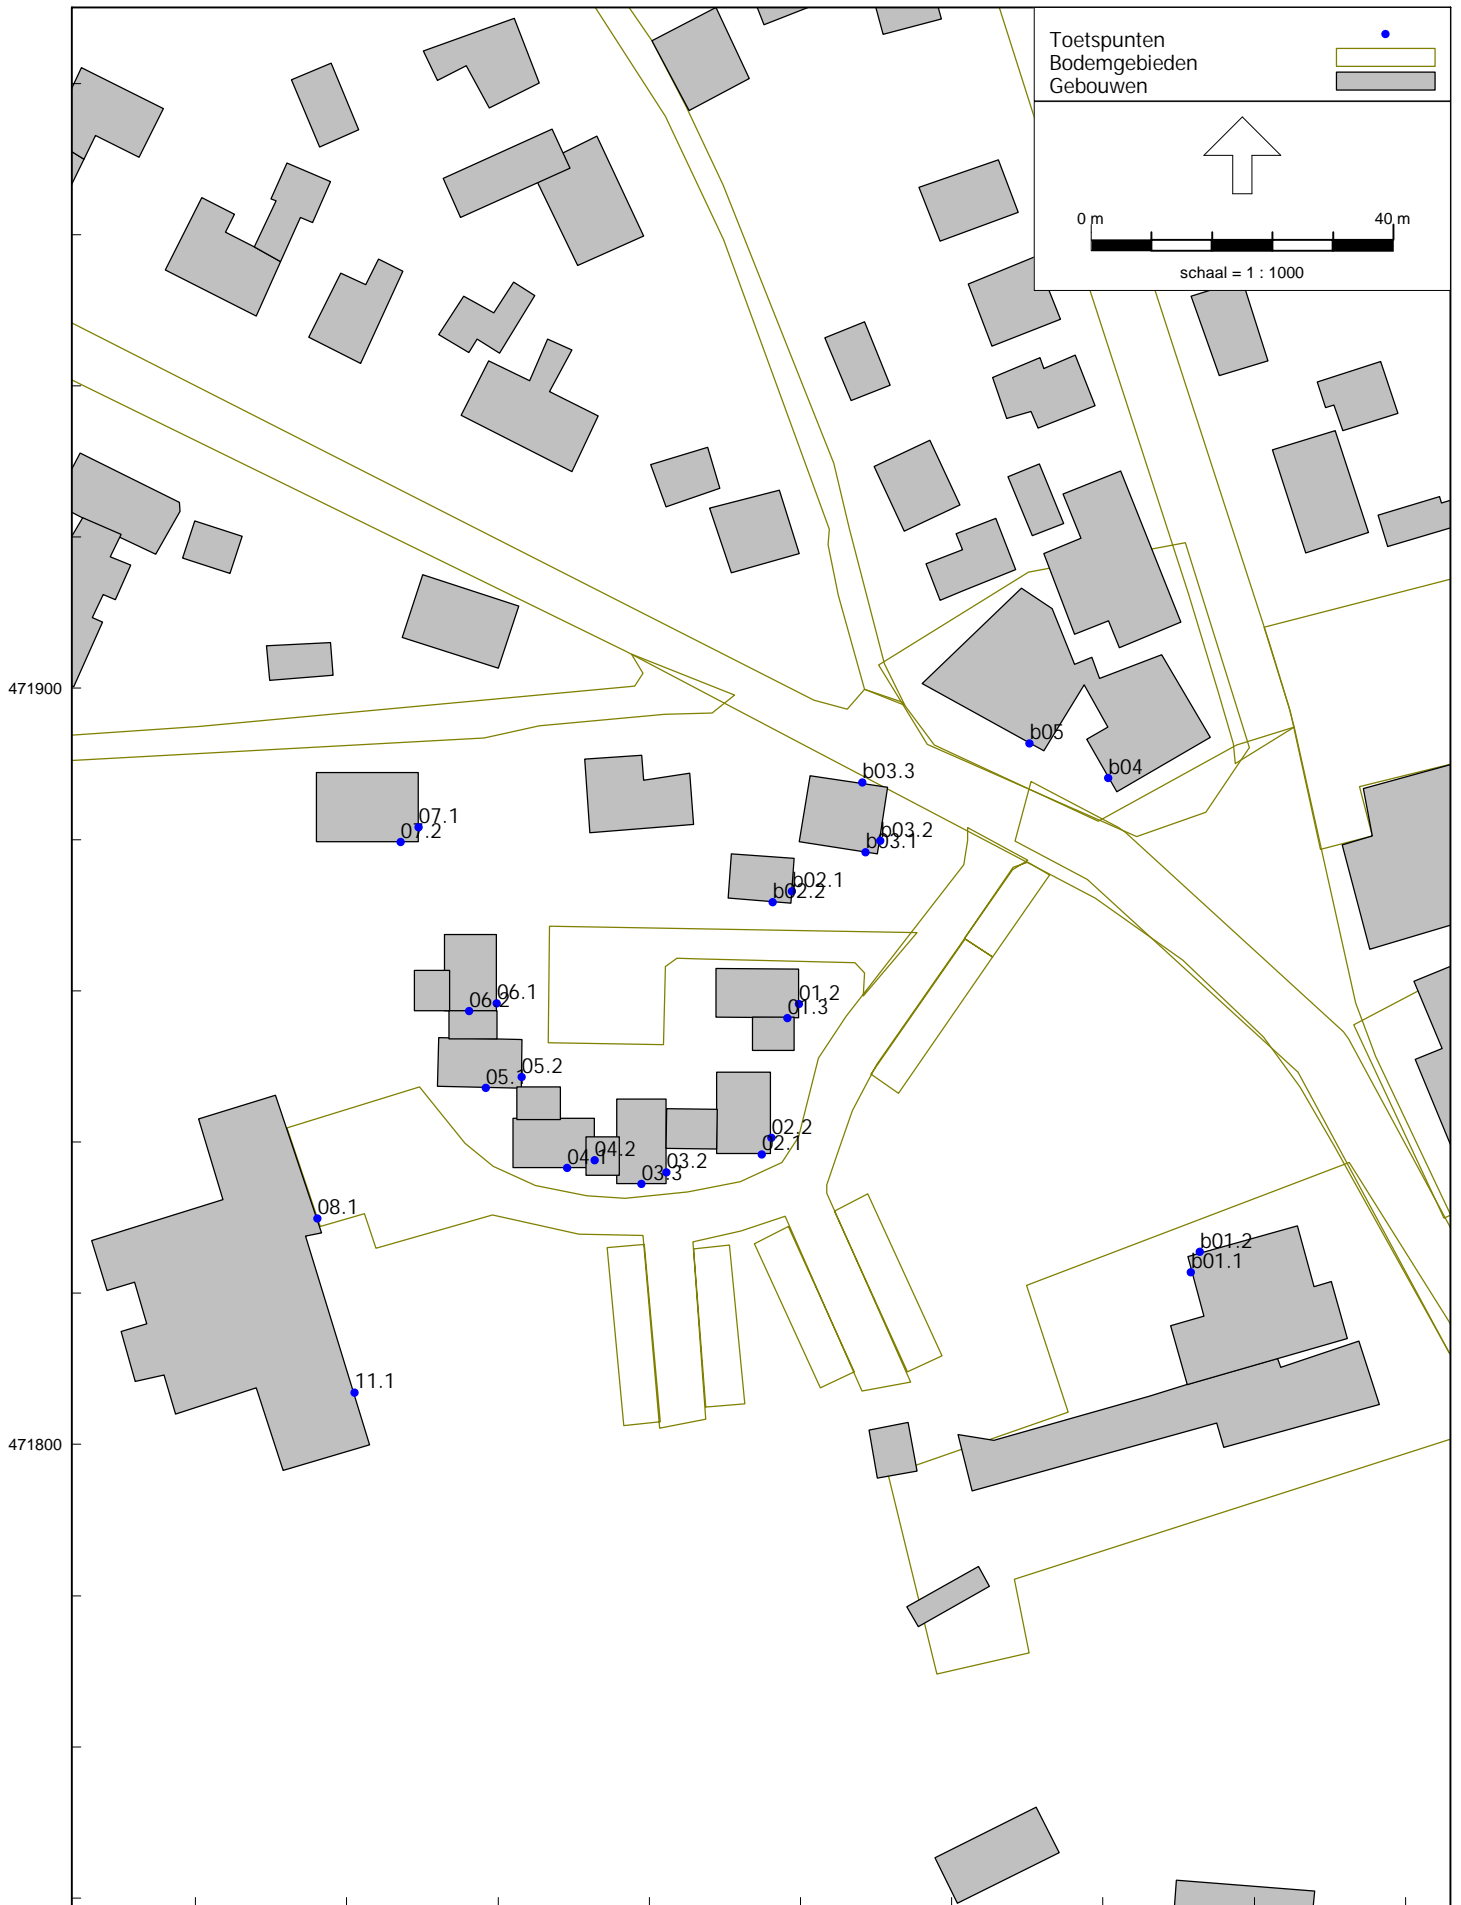 Toetspunten
Bodemgebieden
Gebouwen
0 m 40 m
schaal = 1 : 1000
471900
b05
b04
b03.3
07.1
07.2
b03.2
b03.1
b02.1
b02.2
06.1
06.2
01.2
01.3
05.2
05.1
02.2
02.1
04.2
04.1
03.2
03.3
08.1
b01.2
b01.1
11.1
471800